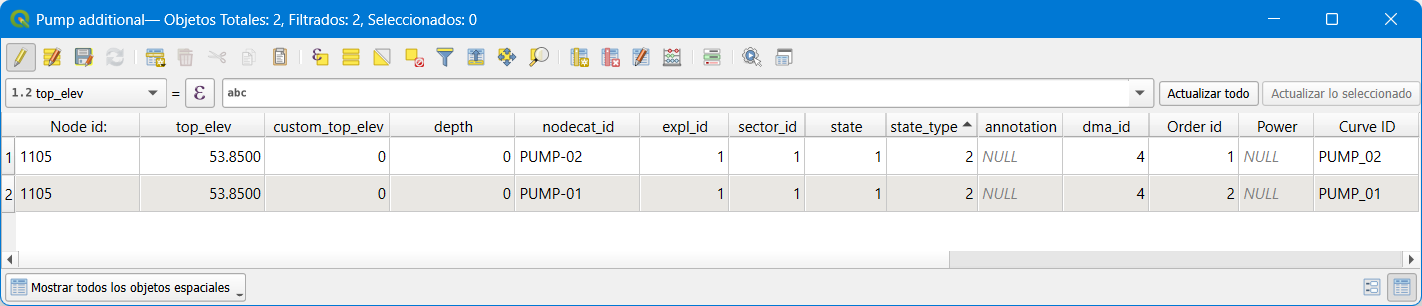 Pump additional— Objetos Totales: 2, Filtrados: 2, Seleccionados: 0
1.2 top_elev = ε abc Actualizar todo Actualizar lo seleccionado
Node id: top_elev custom_top_elev depth nodecat_id expl_id sector_id state state_type annotation dma_id Order id Power Curve ID
1 1105 53.8500 0 0 PUMP-02 1 1 1 2 NULL 4 1 NULL PUMP_02
2 1105 53.8500 0 0 PUMP-01 1 1 1 2 NULL 4 2 NULL PUMP_01
Mostrar todos los objetos espaciales